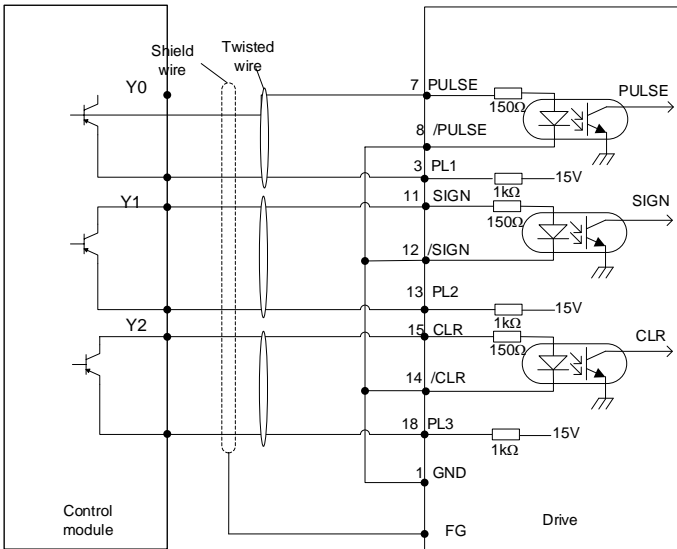 Shield
wire
Twisted
wire
Y0
7 PULSE
150Ω
PULSE
8 /PULSE
3 PL1
15V
1kΩ
Y1
11 SIGN
150Ω
SIGN
12 /SIGN
13 PL2
15V
1kΩ
Y2
15 CLR
150Ω
CLR
14 /CLR
18 PL3
15V
1kΩ
1 GND
Control
module
FG
Drive